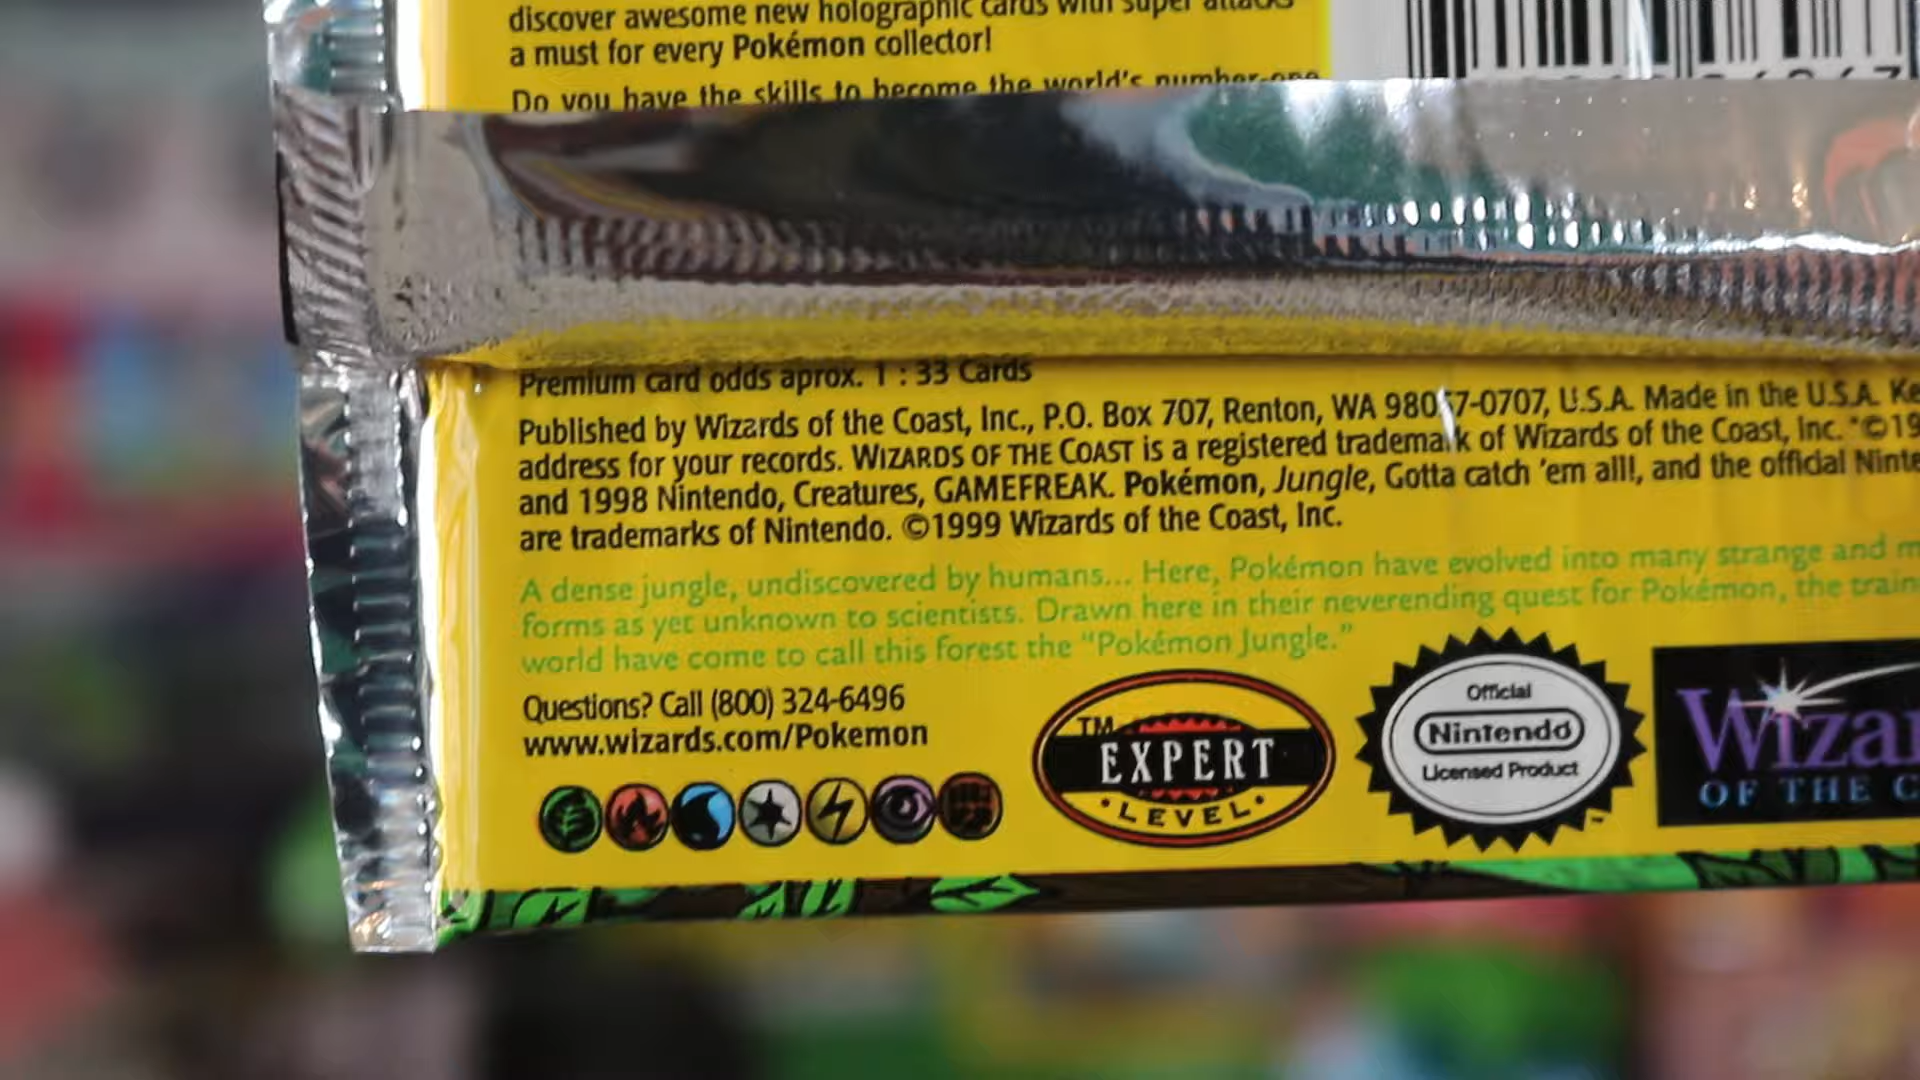 discover awesome new holographic cards with super attacks
a must for every Pokémon collector!
Do you have the skills to become the world's number-one
Premium card odds aprox. 1 : 33 Cards
Published by Wizards of the Coast, Inc., P.O. Box 707, Renton, WA 98057-0707, U.S.A. Made in the U.S.A.
address for your records. WIZARDS OF THE COAST is a registered trademark of Wizards of the Coast, Inc. ©19
and 1998 Nintendo, Creatures, GAMEFREAK. Pokémon, Jungle, Gotta catch 'em all!, and the official
are trademarks of Nintendo. ©1999 Wizards of the Coast, Inc.
A dense jungle, undiscovered by humans... Here, Pokémon have evolved into many strange and
forms as yet unknown to scientists. Drawn here in their neverending quest for Pokémon, the
world have come to call this forest the "Pokémon Jungle."
Questions? Call (800) 324-6496
www.wizards.com/Pokemon
TM
EXPERT
LEVEL
Official
Nintendo
Licensed Product
TM
Wizar
OF THE C